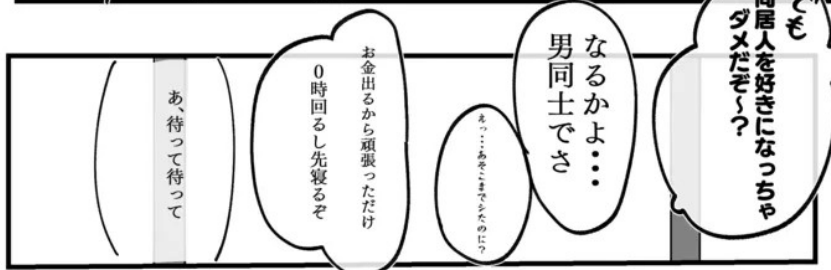 でも
同居人を好きになっちゃ
ダメだぞ〜？
なるかよ・・・
男同士でさ
えっ・・・あそこまでシたのに？
お金出るから頑張っただけ
0時回るし先寝るぞ
あ、待って待って